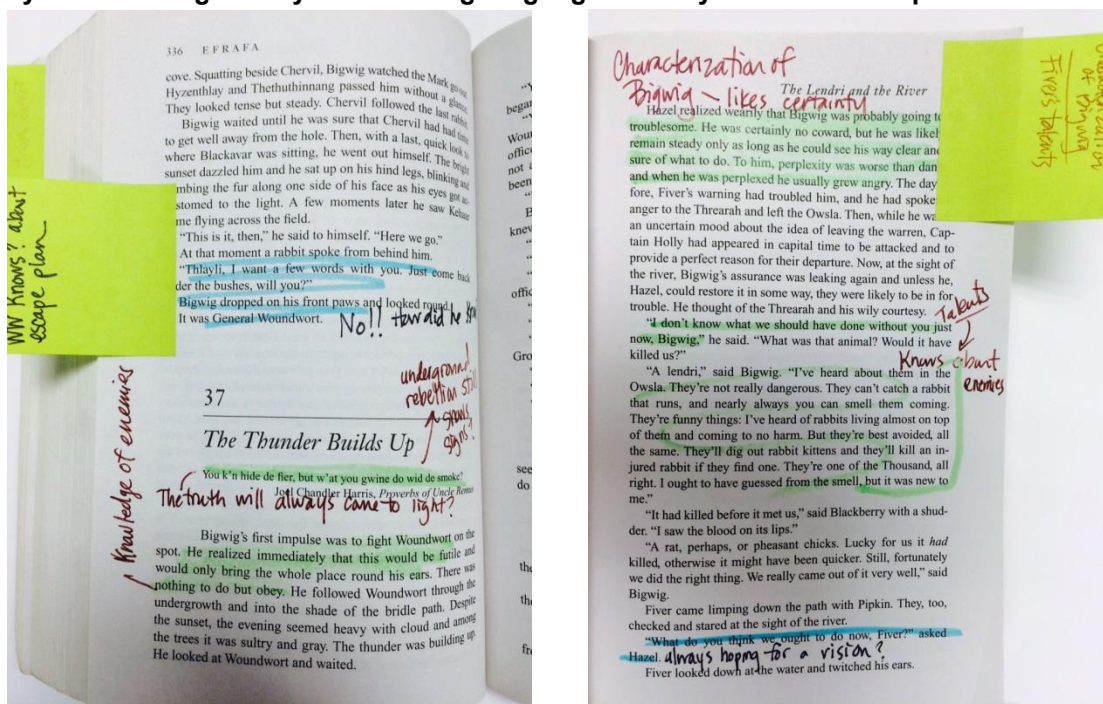 336 EFRAFA
cove. Squatting beside Chervil, Bigwig watched the Mark go out.
Hyzenthlay and Thethuthinnang passed him without a glance.
They looked tense but steady. Chervil followed the last rabbit.
Bigwig waited until he was sure that Chervil had had time
to get well away from the hole. Then, with a last, quick look to
where Blackavar was sitting, he went out himself. The bright
sunset dazzled him and he sat up on his hind legs, blinking and
mbing the fur along one side of his face as his eyes got ac-
stomed to the light. A few moments later he saw Kehaar
me flying across the field.
"This is it, then," he said to himself. "Here we go."
At that moment a rabbit spoke from behind him.
"Thlayli, I want a few words with you. Just come back
der the bushes, will you?"
Bigwig dropped on his front paws and looked round.
It was General Woundwort.
No!! How did he
WW knows? about
escape plan
Knowledge of enemies
underground
rebellion still
shows
signs?
37
The Thunder Builds Up
You k'n hide de fier, but w'at you gwine do wid de smoke?
Joel Chandler Harris, Proverbs of Uncle Remus
The truth will always come to light?
Bigwig's first impulse was to fight Woundwort on the
spot. He realized immediately that this would be futile and
would only bring the whole place round his ears. There was
nothing to do but obey. He followed Woundwort through the
undergrowth and into the shade of the bridle path. Despite
the sunset, the evening seemed heavy with cloud and among
the trees it was sultry and gray. The thunder was building up.
He looked at Woundwort and waited.
Characterization of
Bigwig ~ likes certainty
The Lendri and the River
Hazel realized wearily that Bigwig was probably going to
troublesome. He was certainly no coward, but he was likel
remain steady only as long as he could see his way clear and
sure of what to do. To him, perplexity was worse than dan
and when he was perplexed he usually grew angry. The day
fore, Fiver's warning had troubled him, and he had spoke
anger to the Threarah and left the Owsla. Then, while he wa
an uncertain mood about the idea of leaving the warren, Cap-
tain Holly had appeared in capital time to be attacked and to
provide a perfect reason for their departure. Now, at the sight of
the river, Bigwig's assurance was leaking again and unless he,
Hazel, could restore it in some way, they were likely to be in for
trouble. He thought of the Threarah and his wily courtesy.
"I don't know what we should have done without you just
now, Bigwig," he said. "What was that animal? Would it have
killed us?"
Talents
Knows about
enemies
"A lendri," said Bigwig. "I've heard about them in the
Owsla. They're not really dangerous. They can't catch a rabbit
that runs, and nearly always you can smell them coming.
They're funny things: I've heard of rabbits living almost on top
of them and coming to no harm. But they're best avoided, all
the same. They'll dig out rabbit kittens and they'll kill an in-
jured rabbit if they find one. They're one of the Thousand, all
right. I ought to have guessed from the smell, but it was new to
me."
"It had killed before it met us," said Blackberry with a shud-
der. "I saw the blood on its lips."
"A rat, perhaps, or pheasant chicks. Lucky for us it had
killed, otherwise it might have been quicker. Still, fortunately
we did the right thing. We really came out of it very well," said
Bigwig.
Fiver came limping down the path with Pipkin. They, too,
checked and stared at the sight of the river.
"What do you think we ought to do now, Fiver?" asked
Hazel. always hoping for a vision?
Fiver looked down at the water and twitched his ears.
of Bigwig
Fiver's talents